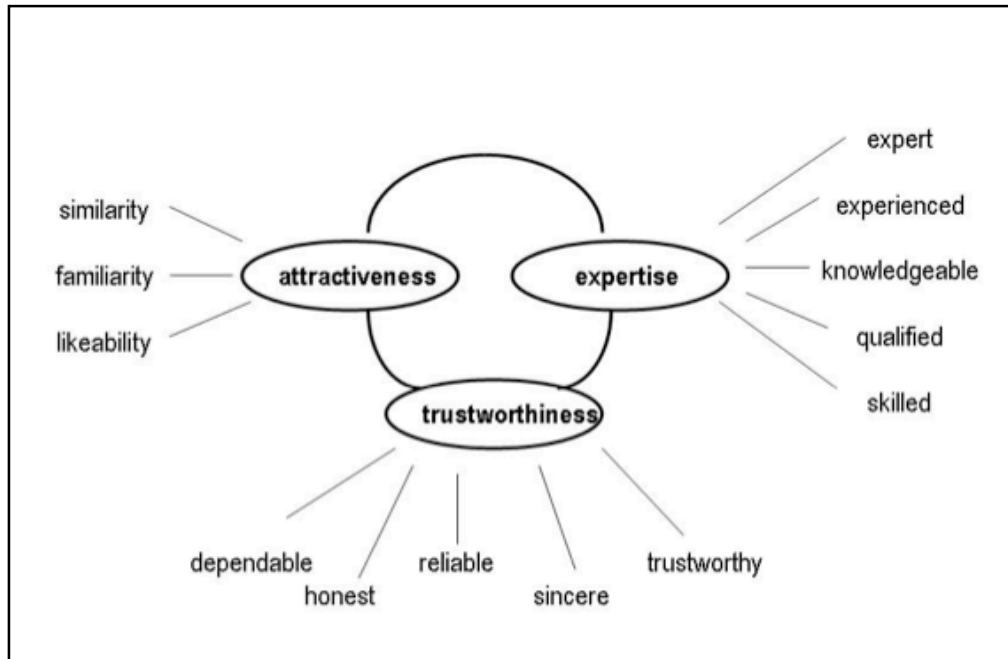 expert
similarity
experienced
familiarity
attractiveness
expertise
knowledgeable
likeability
qualified
skilled
trustworthiness
dependable
reliable
trustworthy
honest
sincere